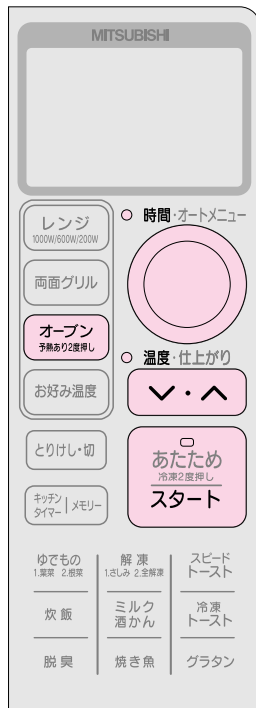 MITSUBISHI
レンジ
1000W/600W/200W
時間・オートメニュー
両面グリル
オーブン
予熱あり2度押し
温度・仕上がり
お好み温度
∨・∧
とりけし・切
あたため
冷凍2度押し
スタート
キッチン
タイマー | メモリー
ゆでもの
1.葉菜 2.根菜
解凍
1.さしみ 2.全解凍
スピード
トースト
炊飯
ミルク
酒かん
冷凍
トースト
脱臭
焼き魚
グラタン